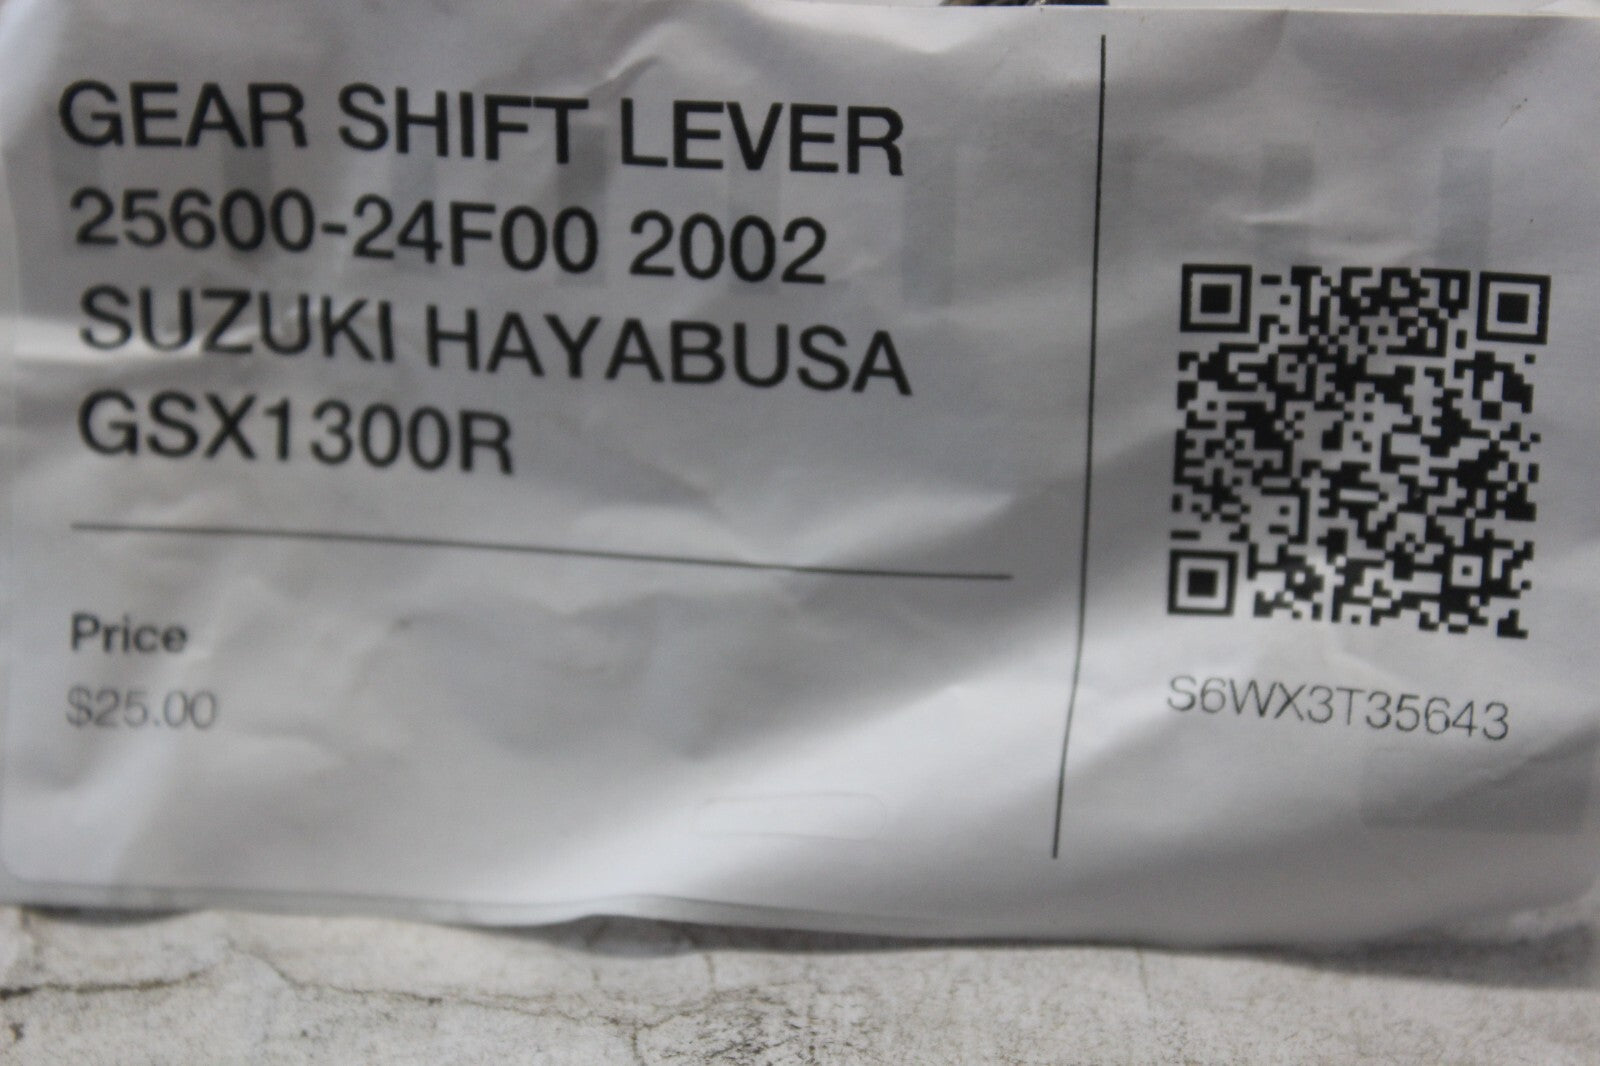 GEAR SHIFT LEVER
25600-24F00 2002
SUZUKI HAYABUSA
GSX1300R
Price
$25.00
S6WX3T35643